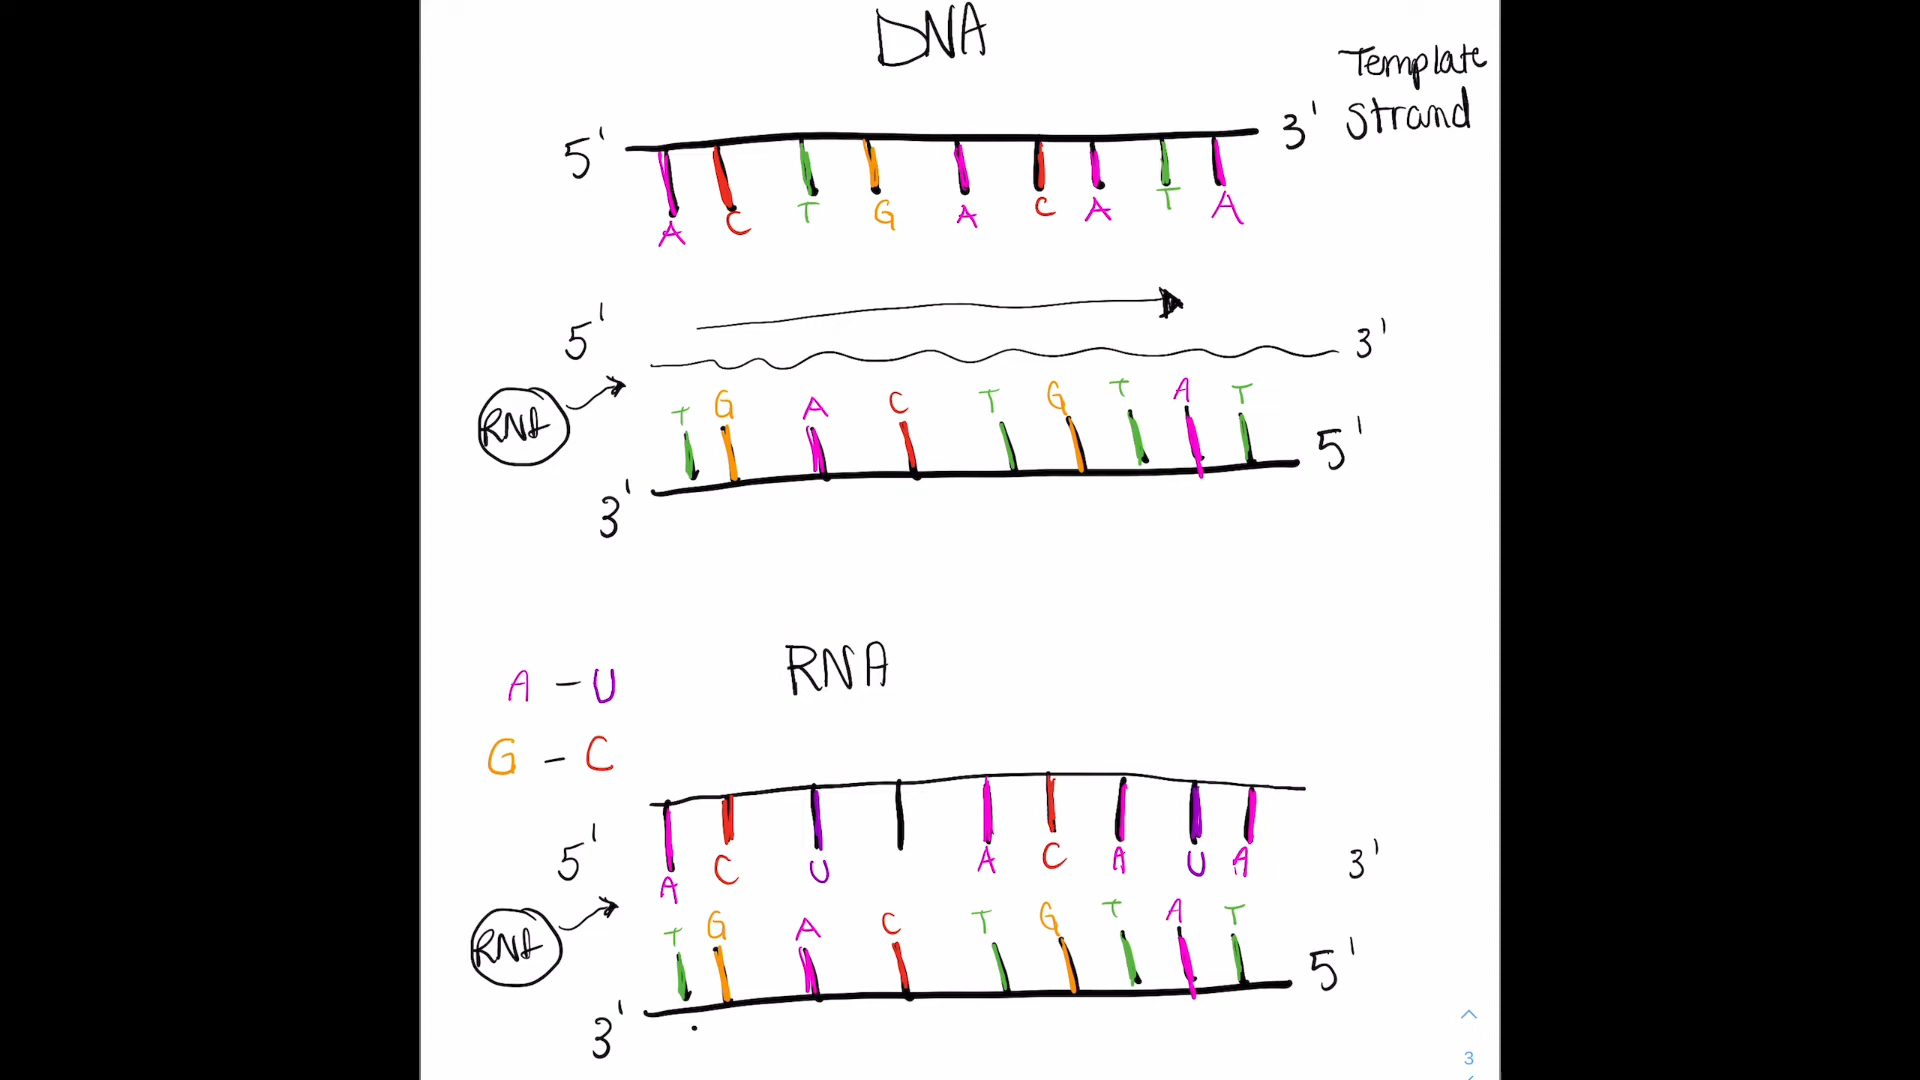 DNA
Template
5' 3' Strand
A C T G A C A T A
5' 3'
RNA T G A C T G T A T
3' 5'
RNA
A - U
G - C
5' A C U A C A U A 3'
RNA T G A C T G T A T
3' 5'
3